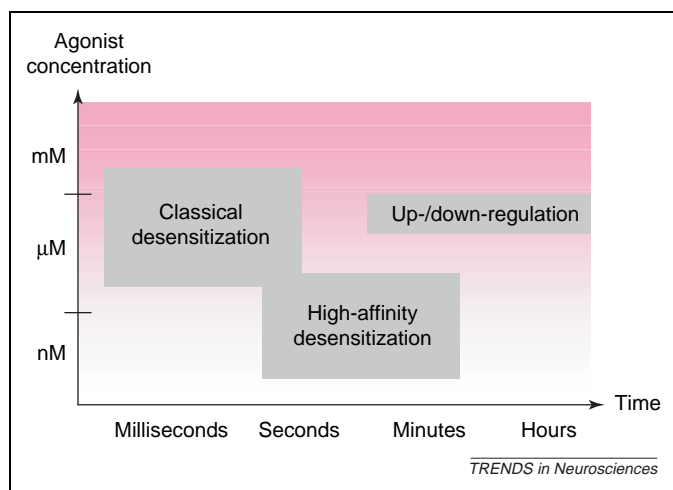 Agonist
concentration
mM
Classical
desensitization
Up-/down-regulation
μM
High-affinity
desensitization
nM
Time
Milliseconds Seconds Minutes Hours
TRENDS in Neurosciences